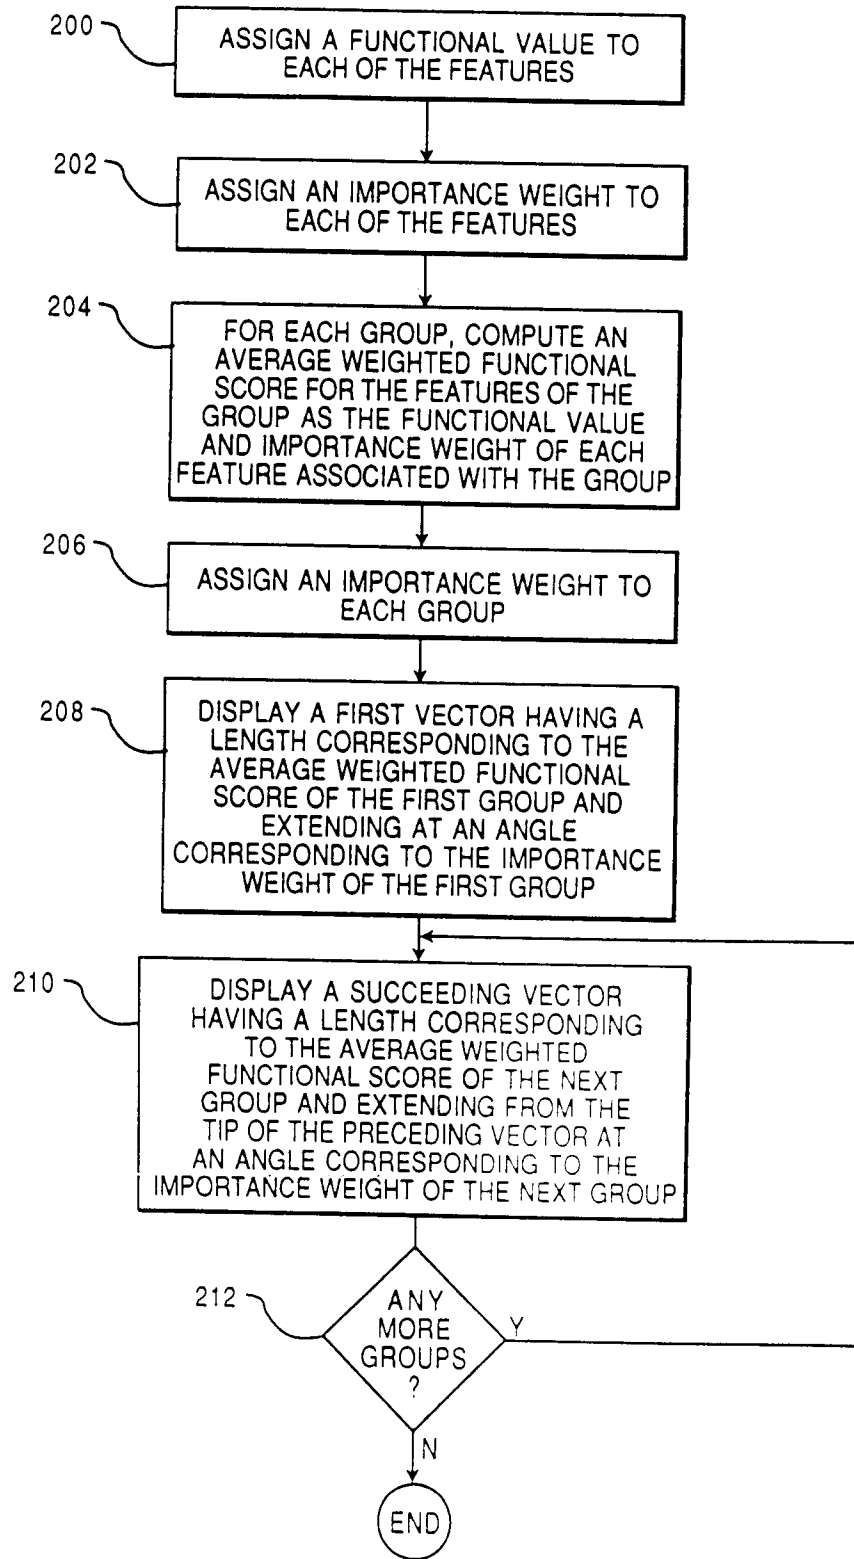 200
ASSIGN A FUNCTIONAL VALUE TO
EACH OF THE FEATURES
202
ASSIGN AN IMPORTANCE WEIGHT TO
EACH OF THE FEATURES
204
FOR EACH GROUP, COMPUTE AN
AVERAGE WEIGHTED FUNCTIONAL
SCORE FOR THE FEATURES OF THE
GROUP AS THE FUNCTIONAL VALUE
AND IMPORTANCE WEIGHT OF EACH
FEATURE ASSOCIATED WITH THE GROUP
206
ASSIGN AN IMPORTANCE WEIGHT TO
EACH GROUP
208
DISPLAY A FIRST VECTOR HAVING A
LENGTH CORRESPONDING TO THE
AVERAGE WEIGHTED FUNCTIONAL
SCORE OF THE FIRST GROUP AND
EXTENDING AT AN ANGLE
CORRESPONDING TO THE IMPORTANCE
WEIGHT OF THE FIRST GROUP
210
DISPLAY A SUCCEEDING VECTOR
HAVING A LENGTH CORRESPONDING
TO THE AVERAGE WEIGHTED
FUNCTIONAL SCORE OF THE NEXT
GROUP AND EXTENDING FROM THE
TIP OF THE PRECEDING VECTOR AT
AN ANGLE CORRESPONDING TO THE
IMPORTANCE WEIGHT OF THE NEXT GROUP
212
ANY
MORE
GROUPS
?
Y
N
END